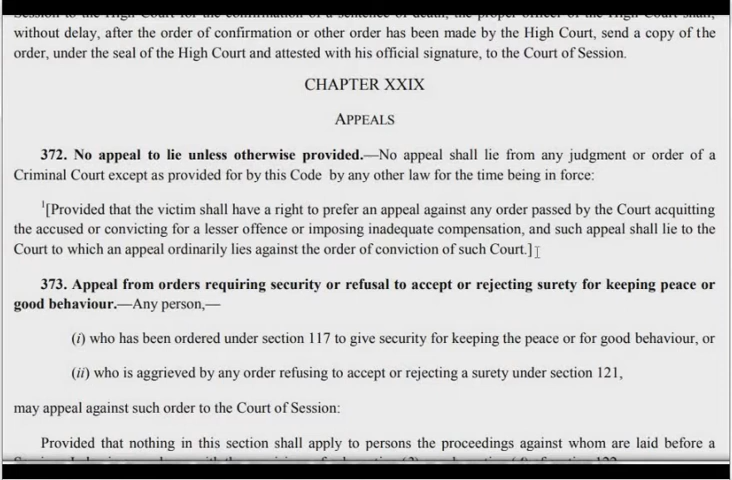 without delay, after the order of confirmation or other order has been made by the High Court, send a copy of the
order, under the seal of the High Court and attested with his official signature, to the Court of Session.
CHAPTER XXIX
APPEALS
372. No appeal to lie unless otherwise provided.—No appeal shall lie from any judgment or order of a
Criminal Court except as provided for by this Code by any other law for the time being in force:
1[Provided that the victim shall have a right to prefer an appeal against any order passed by the Court acquitting
the accused or convicting for a lesser offence or imposing inadequate compensation, and such appeal shall lie to the
Court to which an appeal ordinarily lies against the order of conviction of such Court.]
373. Appeal from orders requiring security or refusal to accept or rejecting surety for keeping peace or
good behaviour.—Any person,—
(i) who has been ordered under section 117 to give security for keeping the peace or for good behaviour, or
(ii) who is aggrieved by any order refusing to accept or rejecting a surety under section 121,
may appeal against such order to the Court of Session:
Provided that nothing in this section shall apply to persons the proceedings against whom are laid before a